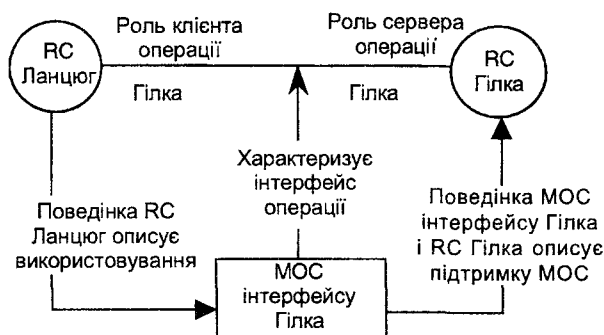 RC
Ланцюг
Роль клієнта
операції
Гілка
Роль сервера
операції
Гілка
RC
Гілка
Характеризує
інтерфейс
операції
Поведінка RC
Ланцюг описує
використовування
Поведінка МОС
інтерфейсу Гілка
і RC Гілка описує
підтримку МОС
МОС
інтерфейсу
Гілка